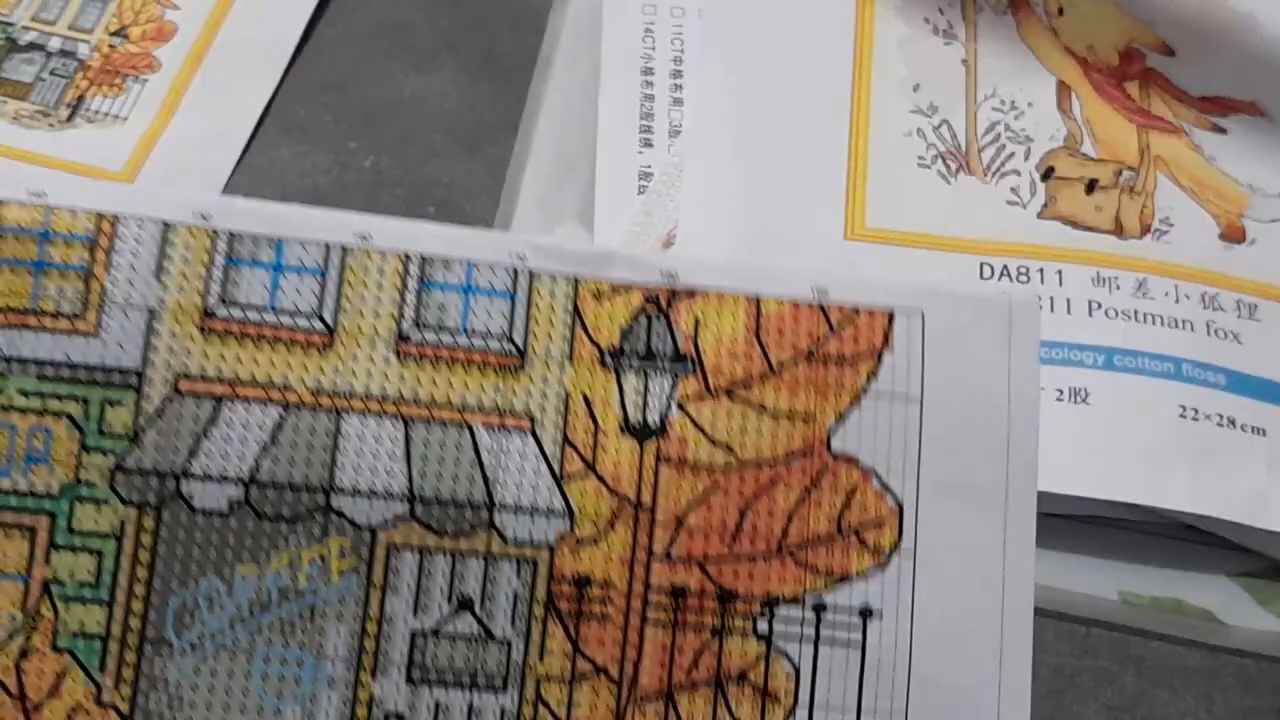 □ 11CT中格布用□3股
□ 14CT小格布用2股线绣，1股
DA811 邮差小狐狸
811 Postman fox
cology cotton floss
2股
22×28cm
OP
COFFEE